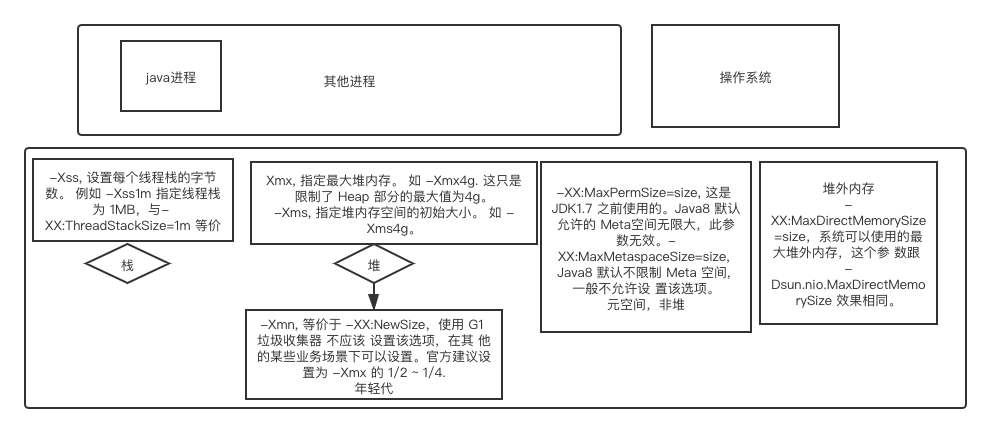 java进程
其他进程
操作系统
–Xss, 设置每个线程栈的字节
数。 例如 –Xss1m 指定线程栈
为 1MB，与–
XX:ThreadStackSize=1m 等价
栈
Xmx, 指定最大堆内存。 如 –Xmx4g. 这只是
限制了 Heap 部分的最大值为4g。
–Xms, 指定堆内存空间的初始大小。 如 –
Xms4g。
堆
–Xmn, 等价于 –XX:NewSize，使用 G1
垃圾收集器 不应该 设置该选项，在其 他
的某些业务场景下可以设置。官方建议设
置为 –Xmx 的 1/2 ~ 1/4.
年轻代
–XX:MaxPermSize=size, 这是
JDK1.7 之前使用的。Java8 默认
允许的 Meta空间无限大，此参
数无效。–
XX:MaxMetaspaceSize=size,
Java8 默认不限制 Meta 空间,
一般不允许设 置该选项。
元空间，非堆
堆外内存
–
XX:MaxDirectMemorySize
=size，系统可以使用的最
大堆外内存，这个参 数跟
–
Dsun.nio.MaxDirectMemo
rySize 效果相同。